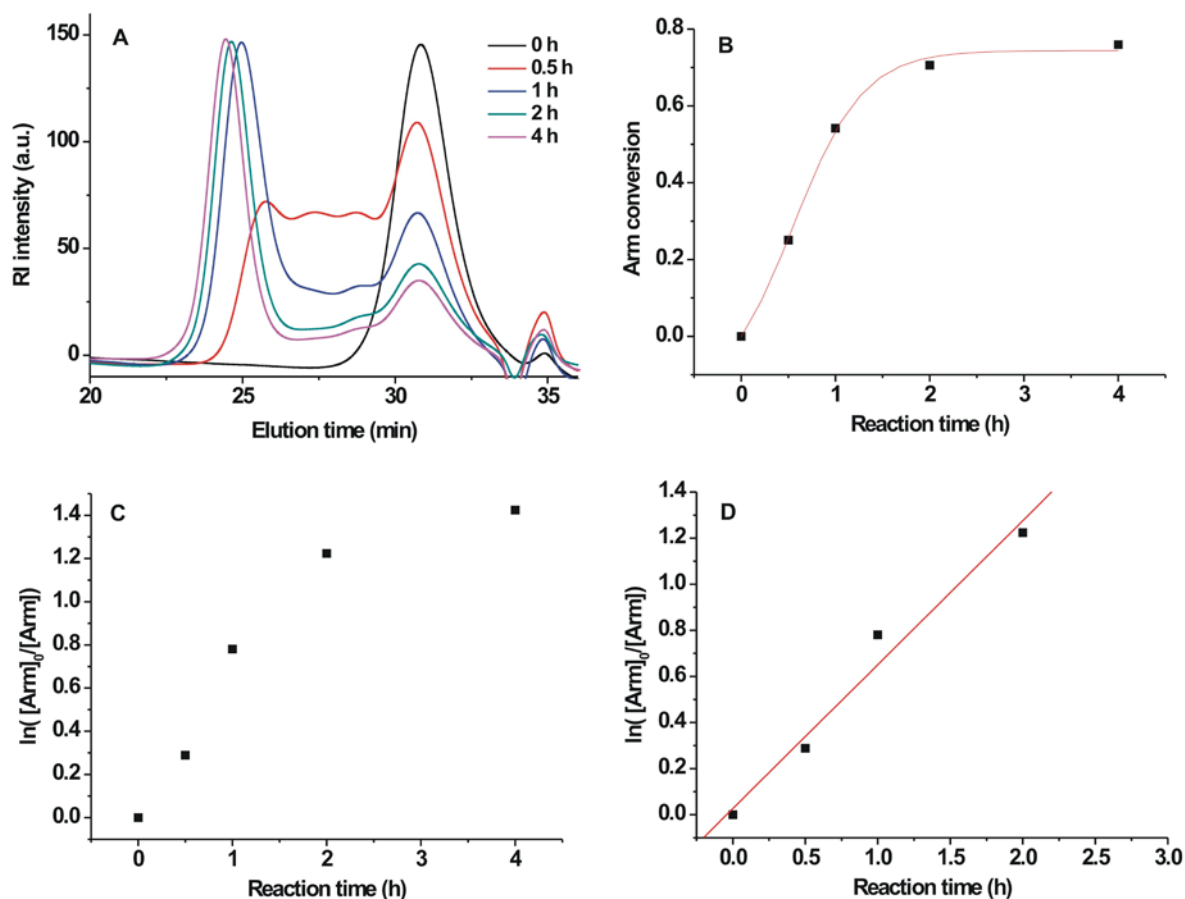 A
0 h
0.5 h
1 h
2 h
4 h
150
100
50
0
20
25
30
35
RI intensity (a.u.)
Elution time (min)
B
0.8
0.6
0.4
0.2
0.0
0
1
2
3
4
Arm conversion
Reaction time (h)
C
1.4
1.2
1.0
0.8
0.6
0.4
0.2
0.0
0
1
2
3
4
ln( [Arm]0/[Arm])
Reaction time (h)
D
1.4
1.2
1.0
0.8
0.6
0.4
0.2
0.0
0.0
0.5
1.0
1.5
2.0
2.5
3.0
ln( [Arm]0/[Arm])
Reaction time (h)